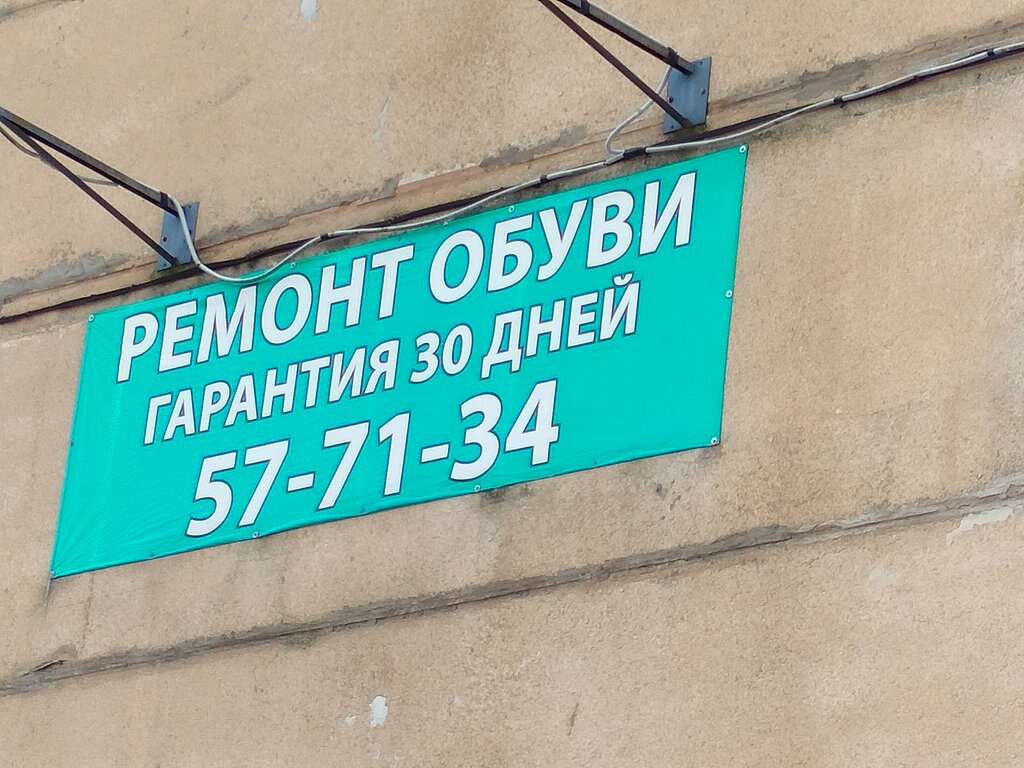 РЕМОНТ ОБУВИ
ГАРАНТИЯ 30 ДНЕЙ
57-71-34